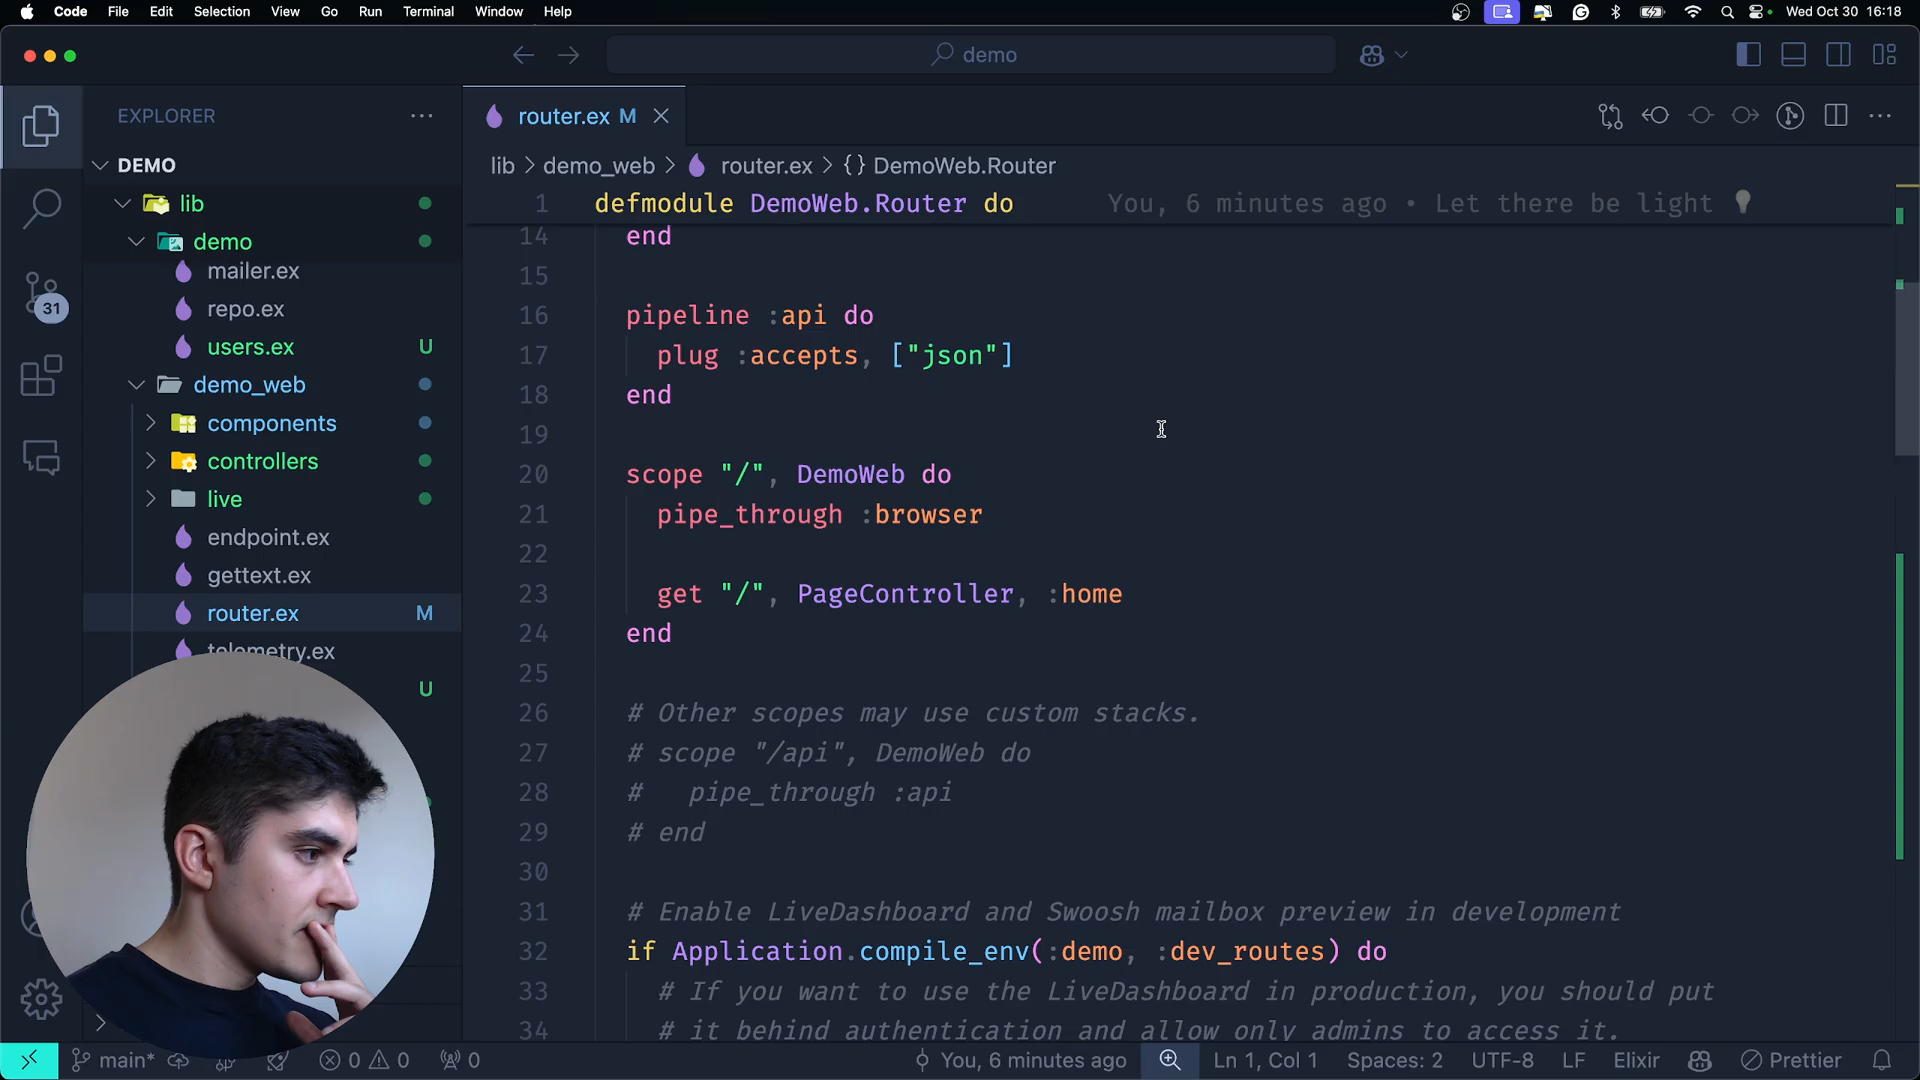 Code File Edit Selection View Go Run Terminal Window Help Wed Oct 30 16:18
demo
EXPLORER
router.ex M
DEMO
lib > demo_web > router.ex > {} DemoWeb.Router
lib
demo
mailer.ex
repo.ex
users.ex U
demo_web
components
controllers
live
endpoint.ex
gettext.ex
router.ex M
telemetry.ex
U
31
1 defmodule DemoWeb.Router do You, 6 minutes ago • Let there be light
14 end
15
16 pipeline :api do
17 plug :accepts, ["json"]
18 end
19
20 scope "/", DemoWeb do
21 pipe_through :browser
22
23 get "/", PageController, :home
24 end
25
26 # Other scopes may use custom stacks.
27 # scope "/api", DemoWeb do
28 # pipe_through :api
29 # end
30
31 # Enable LiveDashboard and Swoosh mailbox preview in development
32 if Application.compile_env(:demo, :dev_routes) do
33 # If you want to use the LiveDashboard in production, you should put
34 # it behind authentication and allow only admins to access it.
main* 0 0 0 You, 6 minutes ago Ln 1, Col 1 Spaces: 2 UTF-8 LF Elixir Prettier